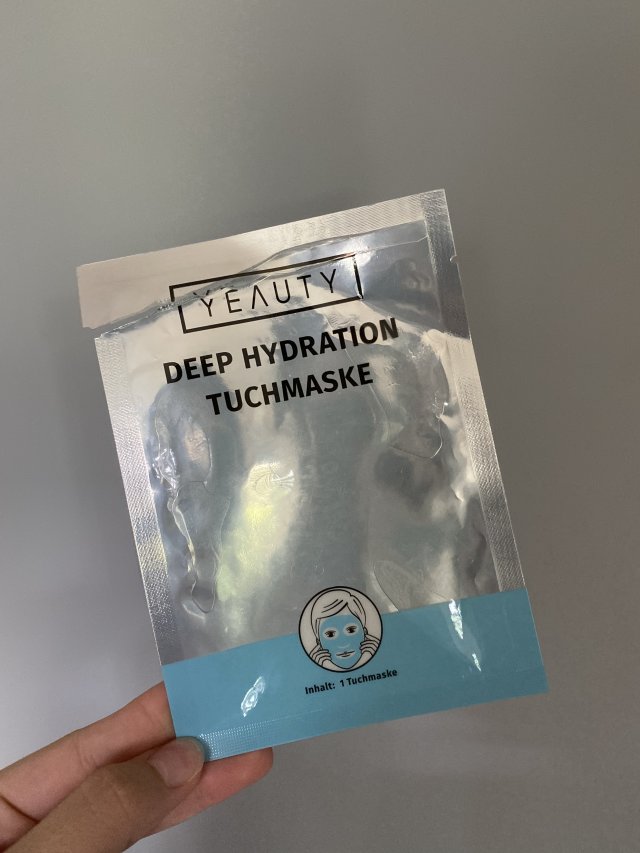 YEAUTY
DEEP HYDRATION
TUCHMASKE
Inhalt: 1 Tuchmaske